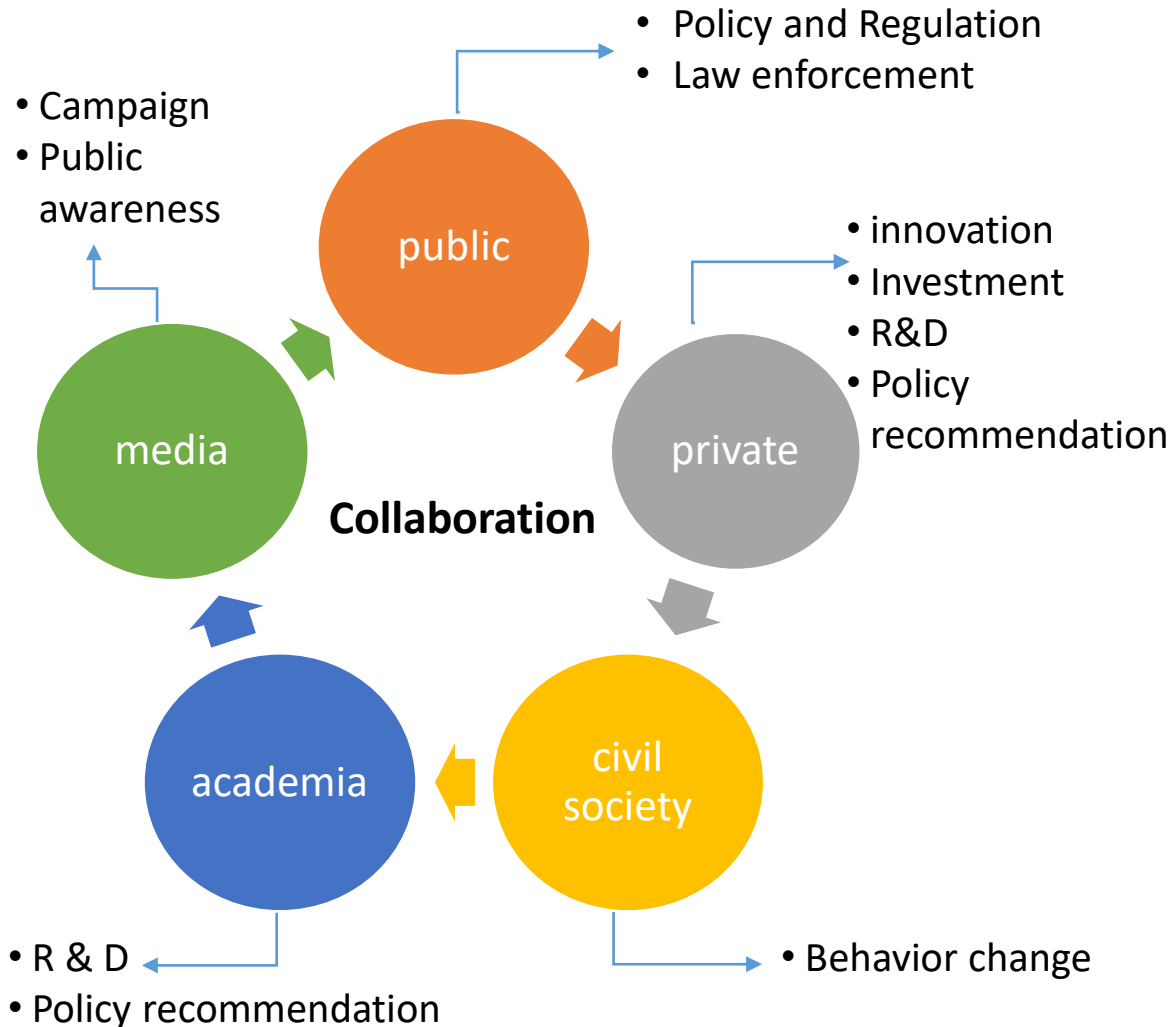 • Policy and Regulation
• Law enforcement
• Campaign
• Public
awareness
public
• innovation
• Investment
• R&D
• Policy
recommendation
media
private
Collaboration
academia
civil
society
• R & D
• Policy recommendation
• Behavior change